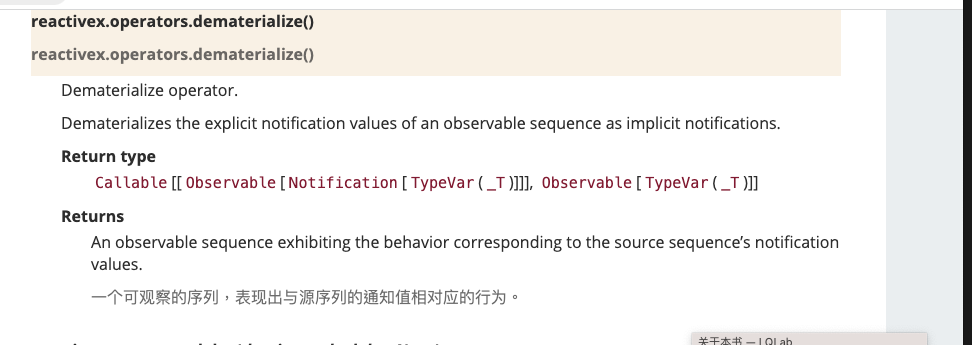 reactivex.operators.dematerialize()
reactivex.operators.dematerialize()
Dematerialize operator.
Dematerializes the explicit notification values of an observable sequence as implicit notifications.
Return type
Callable[[Observable[Notification[TypeVar(_T)]]], Observable[TypeVar(_T)]]
Returns
An observable sequence exhibiting the behavior corresponding to the source sequence’s notification
values.
一个可观察的序列，表现出与源序列的通知值相对应的行为。
关于本书 — LQLab